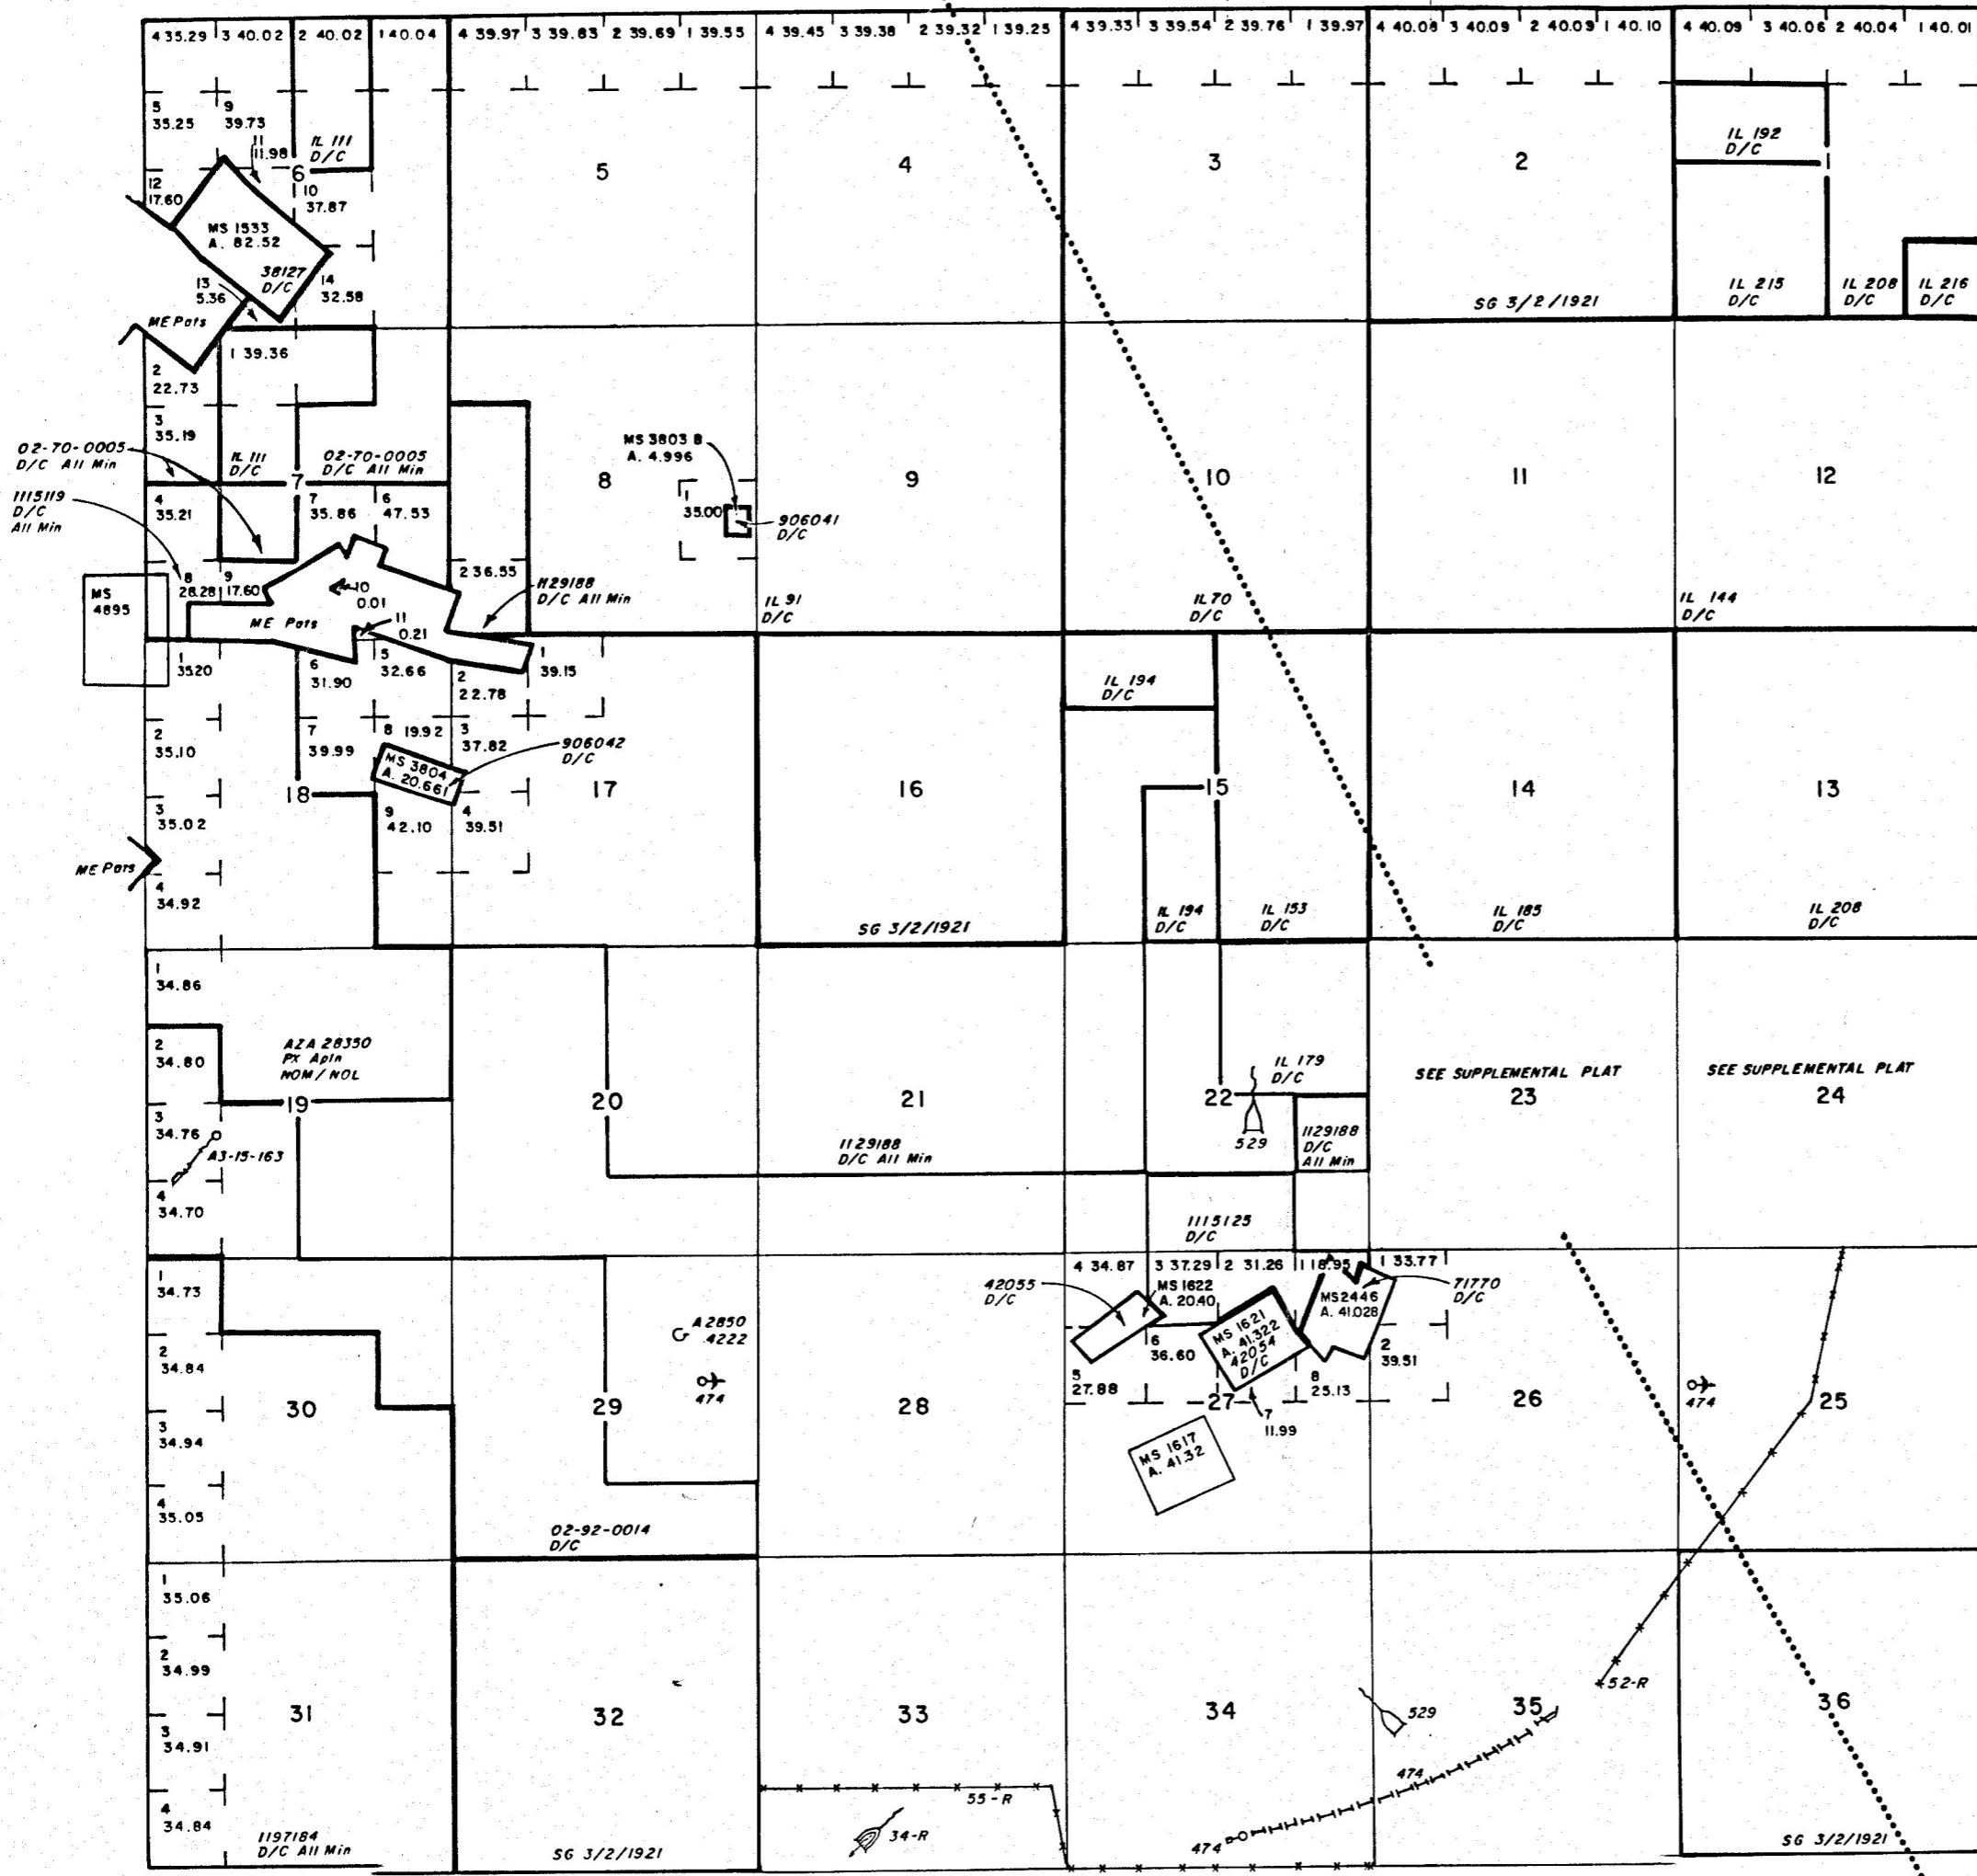 4 35.29 3 40.02 2 40.02 1 40.04 4 39.97 3 39.83 2 39.69 1 39.55 4 39.45 3 39.38 2 39.32 1 39.25 4 39.33 3 39.54 2 39.76 1 39.97 4 40.08 3 40.09 2 40.09 1 40.10 4 40.09 3 40.06 2 40.04 1 40.01
5
35.25
9
39.73
11
11.98
IL 111
D/C
6
12
17.60
10
37.87
MS 1533
A. 82.52
38127
D/C
13
5.36
14
32.58
ME Pats
5
4
3
2
SG 3/2/1921
IL 192
D/C
1
IL 215
D/C
IL 208
D/C
IL 216
D/C
1 39.36
2
22.73
3
35.19
02-70-0005
D/C All Min
IL 111
D/C
02-70-0005
D/C All Min
7
1115119
D/C
All Min
4
35.21
7
35.86
6
47.53
MS
4895
8
28.28
9
17.60
10
0.01
ME Pats
11
0.21
2 36.55
1129188
D/C All Min
MS 3803 B
A. 4.996
8
1
35.00
906041
D/C
9
IL 91
D/C
10
IL 70
D/C
11
12
IL 144
D/C
1
35.20
6
31.90
5
32.66
2
22.78
1
39.15
2
35.10
7
39.99
8 19.92
3
37.82
MS 3804
A. 20.661
906042
D/C
18
3
35.02
9
42.10
4
39.51
ME Pats
4
34.92
17
16
SG 3/2/1921
IL 194
D/C
15
IL 194
D/C
IL 153
D/C
14
IL 185
D/C
13
IL 208
D/C
1
34.86
2
34.80
AZA 28350
PX Apln
NOM/NOL
19
3
34.76
A3-15-163
4
34.70
20
21
1129188
D/C All Min
IL 179
D/C
22
529
1129188
D/C
All Min
1115125
D/C
SEE SUPPLEMENTAL PLAT
23
SEE SUPPLEMENTAL PLAT
24
1
34.73
2
34.84
30
3
34.94
4
35.05
A 2850
4222
474
29
02-92-0014
D/C
28
42055
D/C
4 34.87 3 37.29 2 31.26 1 18.95 1 33.77
MS 1622
A. 20.40
MS 1621
A. 41.322
42054
D/C
MS 2446
A. 41.028
71770
D/C
6
36.60
5
27.88
2
39.51
8
25.13
27
7
11.99
MS 1617
A. 41.32
26
474
25
1
35.06
2
34.99
31
3
34.91
4
34.84
1197184
D/C All Min
32
SG 3/2/1921
33
55-R
34-R
34
529
474
474
35
52-R
36
SG 3/2/1921